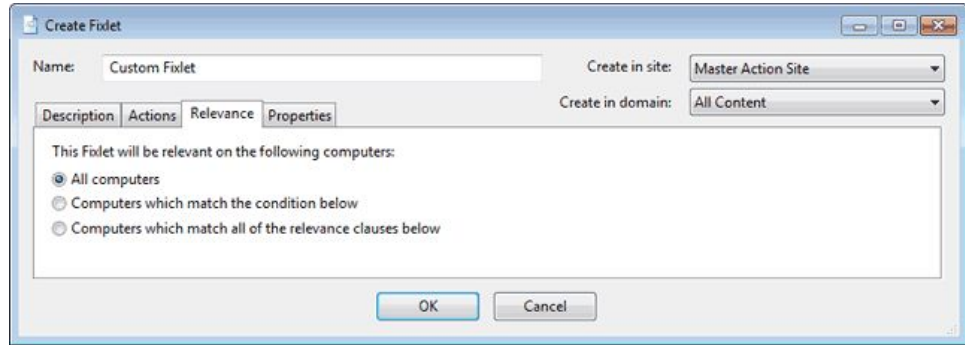 Create Fixlet
Name: Custom Fixlet Create in site: Master Action Site
Create in domain: All Content
Description Actions Relevance Properties
This Fixlet will be relevant on the following computers:
All computers
Computers which match the condition below
Computers which match all of the relevance clauses below
OK Cancel